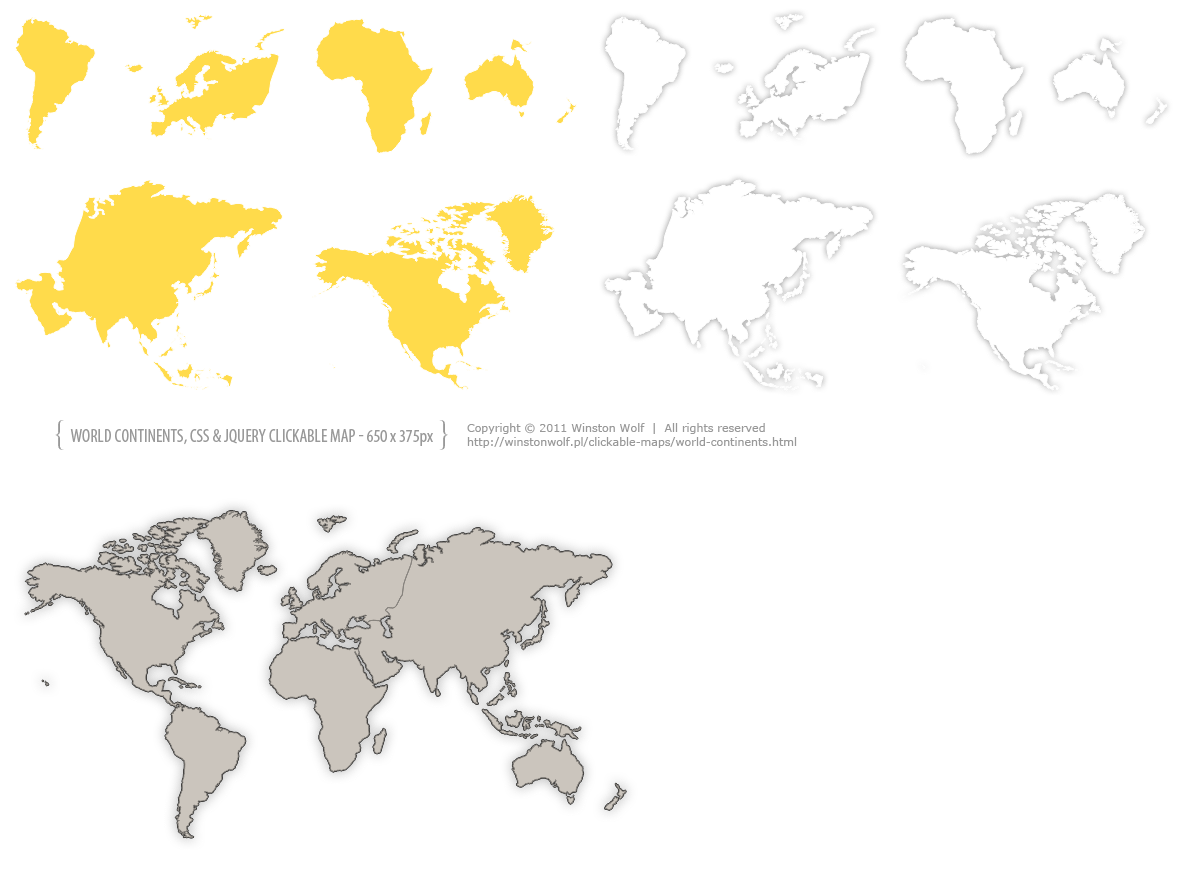 { WORLD CONTINENTS, CSS & JQUERY CLICKABLE MAP - 650 x 375px }
Copyright © 2011 Winston Wolf | All rights reserved
http://winstonwolf.pl/clickable-maps/world-continents.html